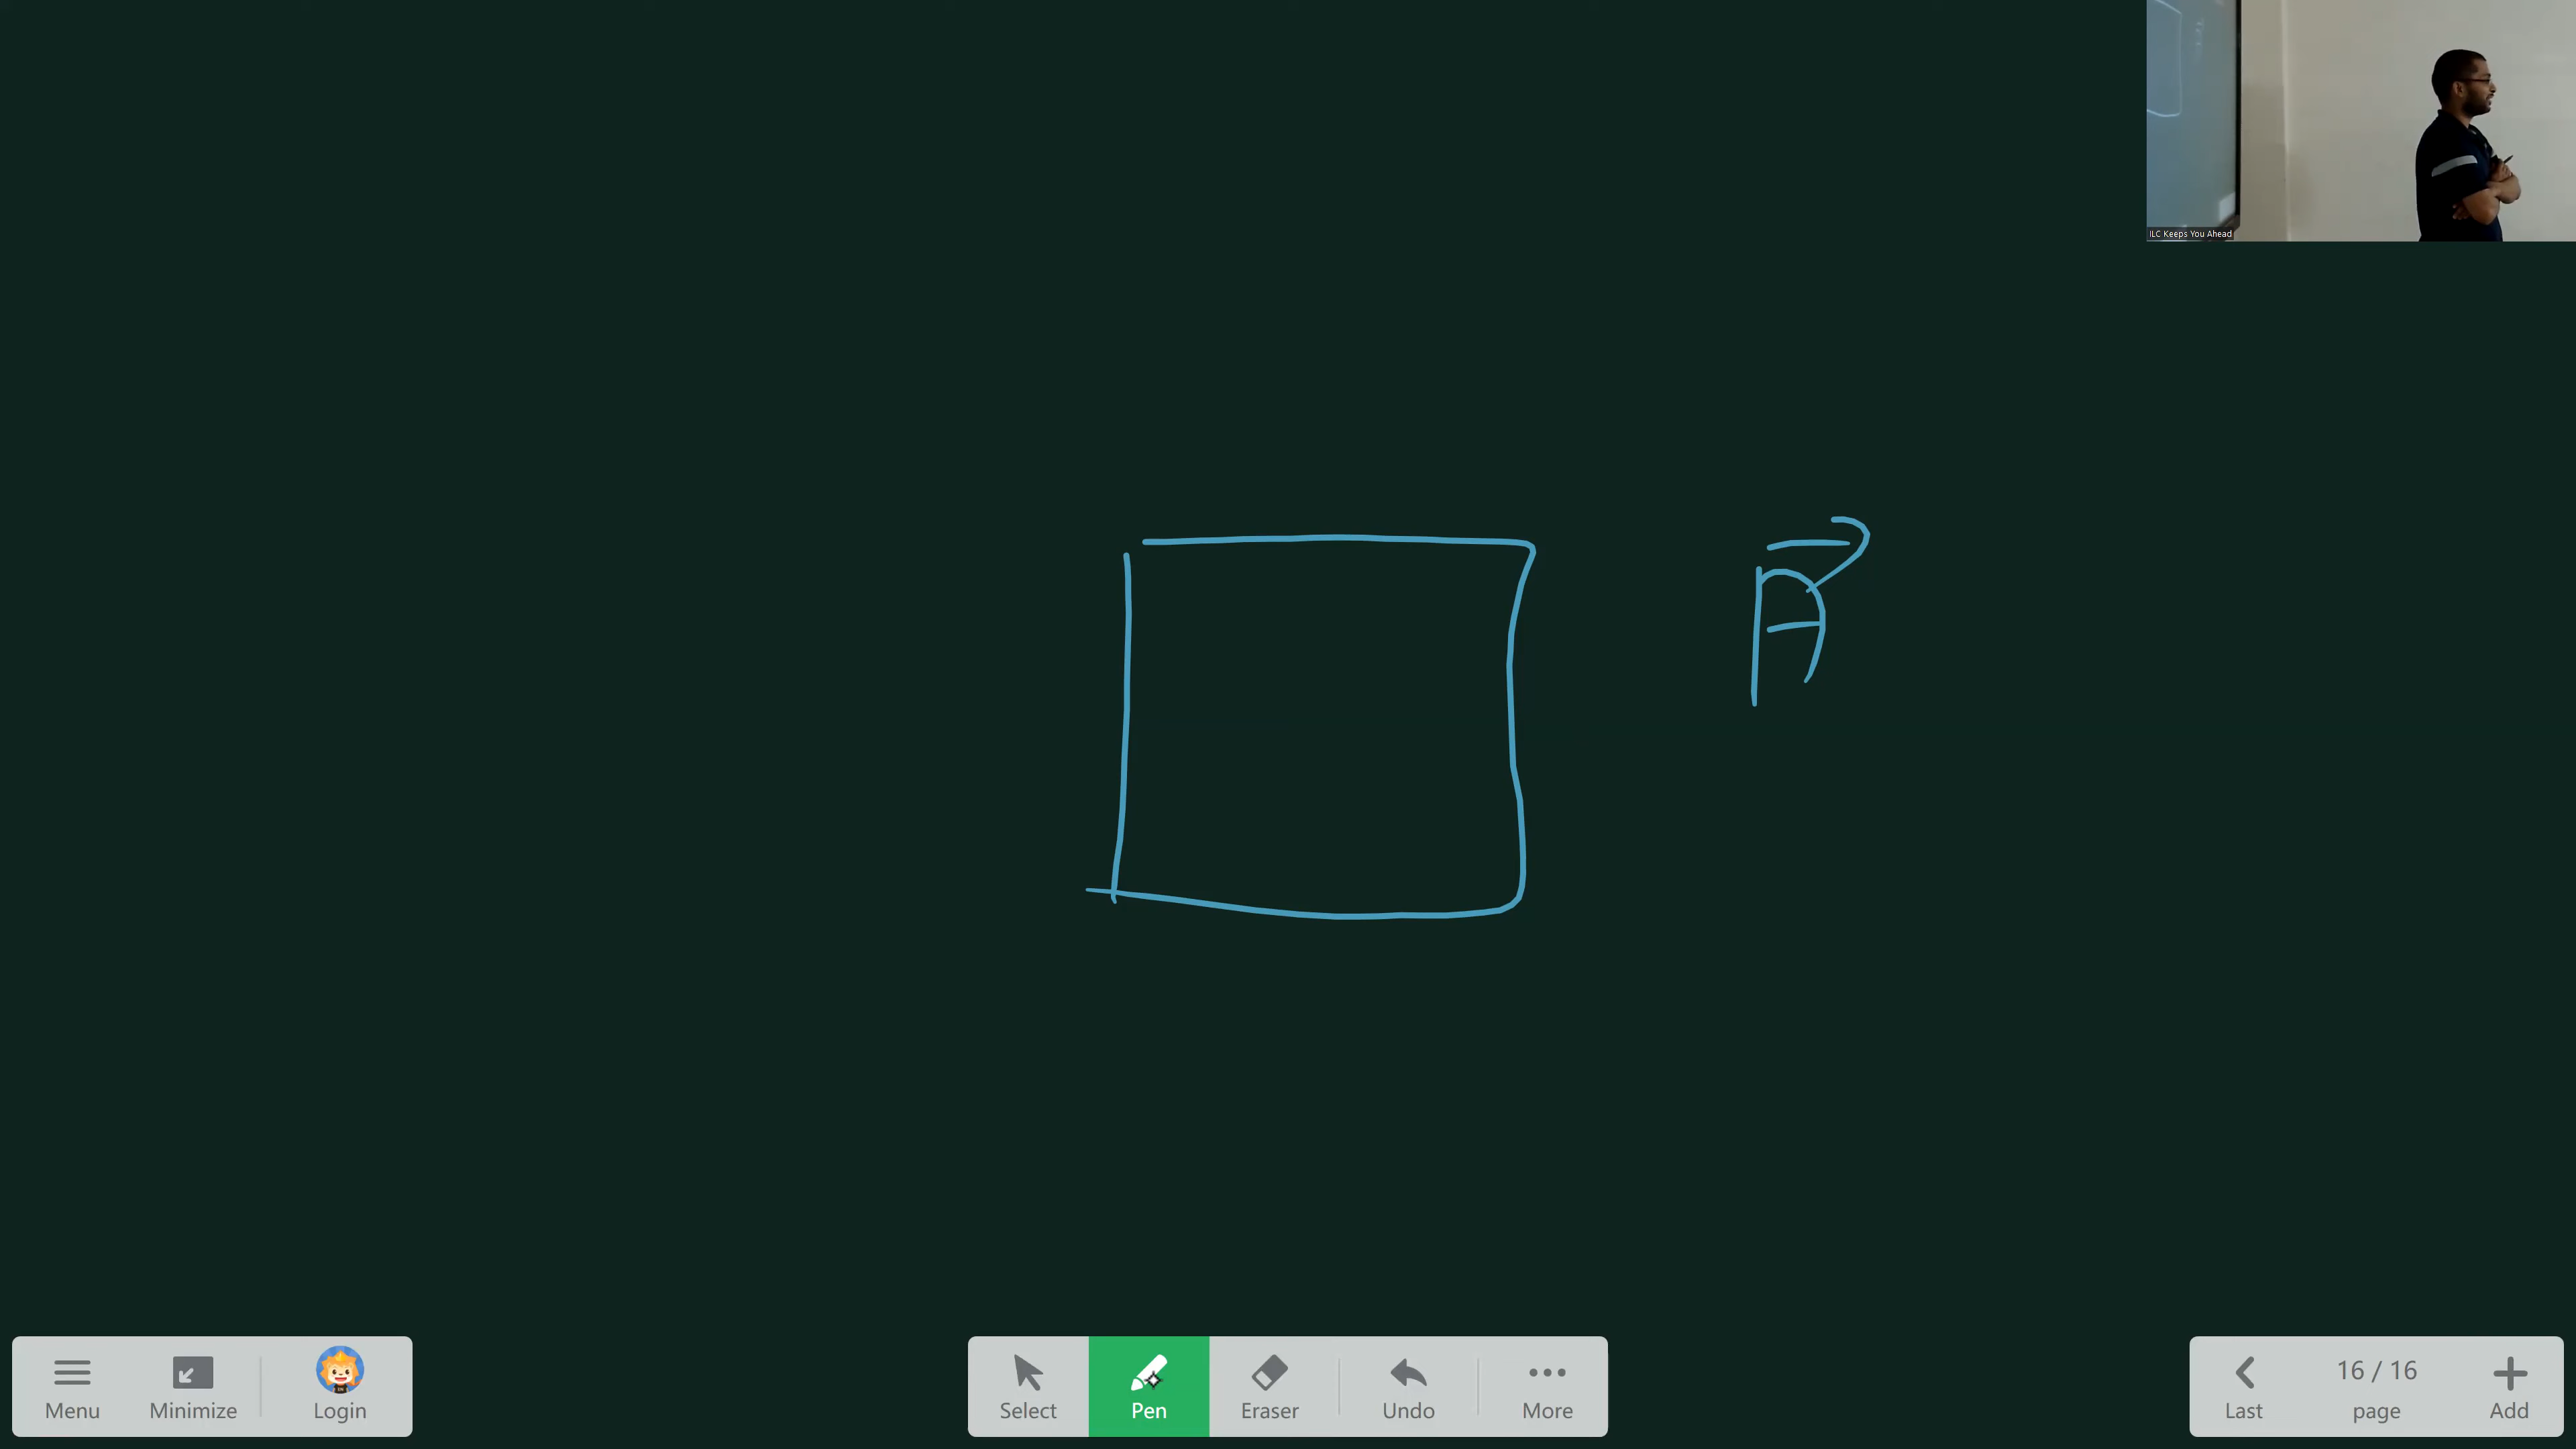 ILC Keeps You Ahead
A
Menu
Minimize
Login
Select
Pen
Eraser
Undo
More
Last
16 / 16
page
Add